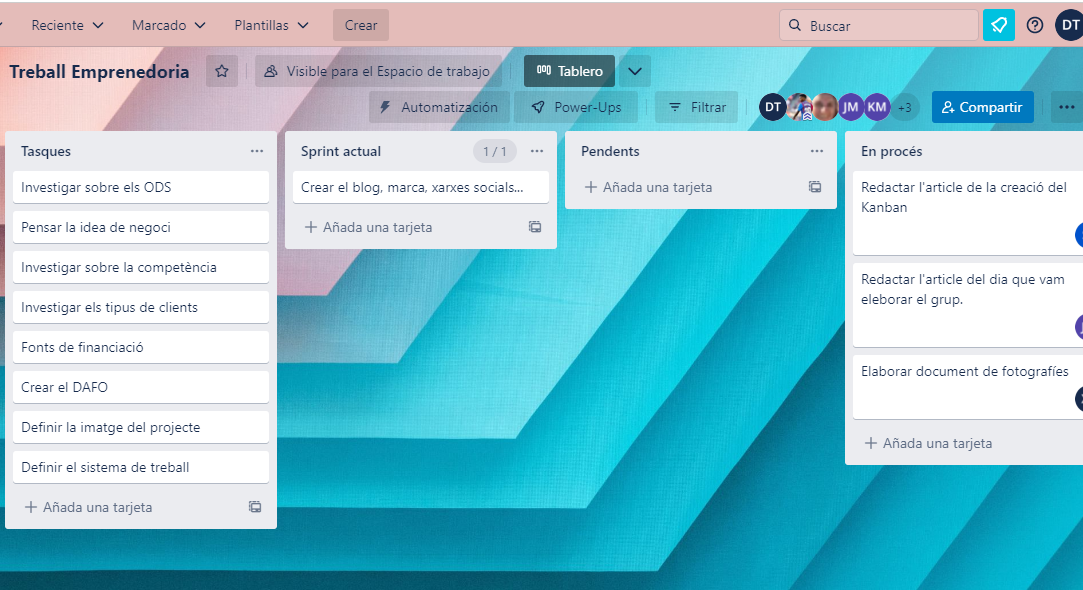 Reciente
Marcado
Plantillas
Crear
Buscar
DT
Treball Emprenedoria
Visible para el Espacio de trabajo
Tablero
Automatización
Power-Ups
Filtrar
DT
JM
KM
+3
Compartir
Tasques
Investigar sobre els ODS
Pensar la idea de negoci
Investigar sobre la competència
Investigar els tipus de clients
Fonts de financiació
Crear el DAFO
Definir la imatge del projecte
Definir el sistema de treball
Añada una tarjeta
Sprint actual
1 / 1
Crear el blog, marca, xarxes socials...
Añada una tarjeta
Pendents
Añada una tarjeta
En procés
Redactar l'article de la creació del
Kanban
Redactar l'article del dia que vam
eleborar el grup.
Elaborar document de fotografíes
Añada una tarjeta